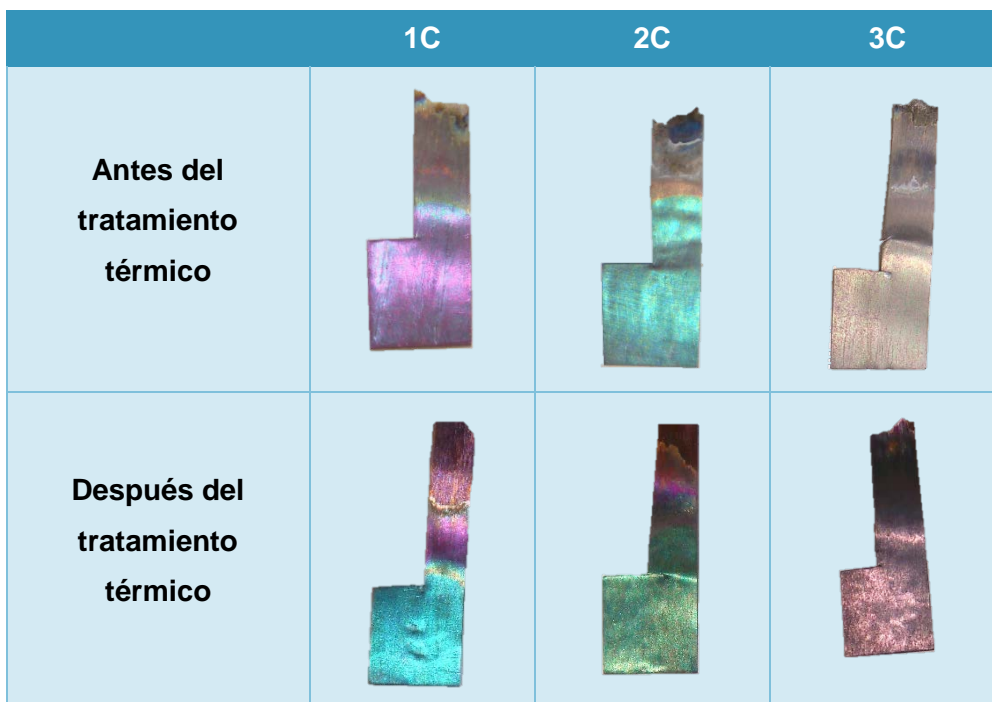 1C 2C 3C
Antes del
tratamiento
térmico
Después del
tratamiento
térmico